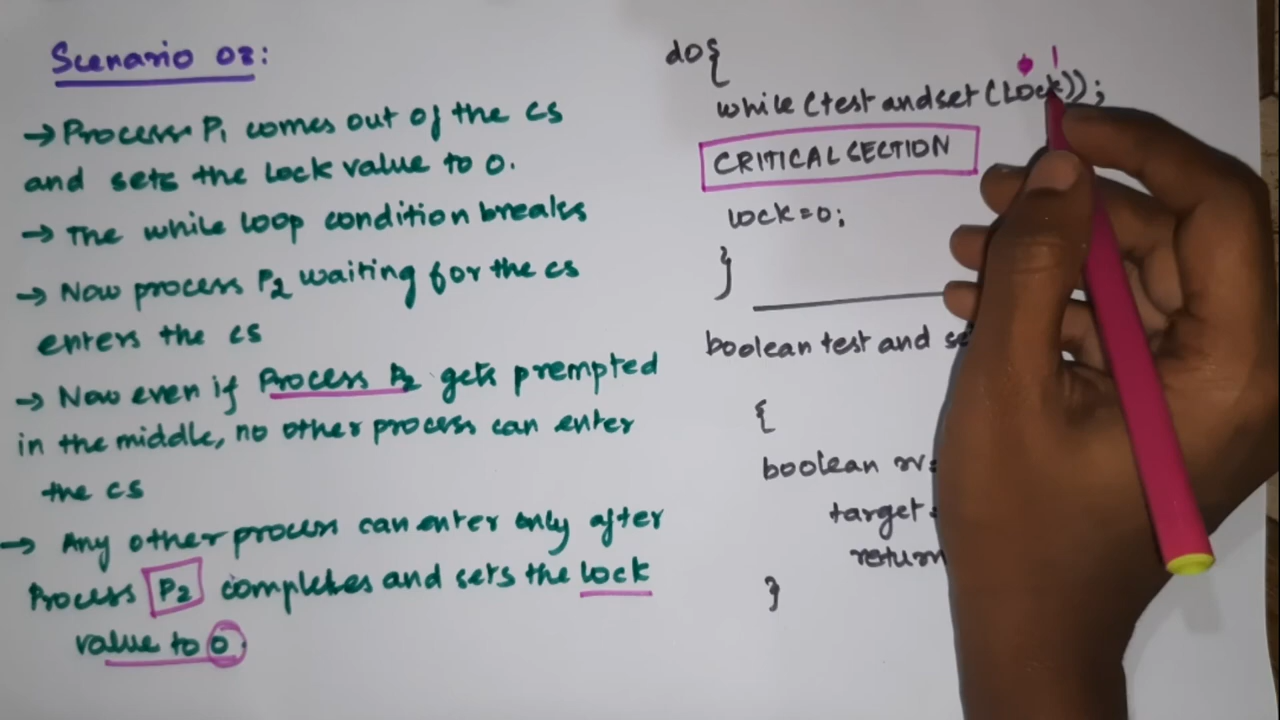 Scenario 03:
→ Process P1 comes out of the cs
and sets the lock value to 0.
→ The while loop condition breaks
→ Now process P2 waiting for the cs
enters the cs
→ Now even if Process P2 gets prempted
in the middle, no other process can enter
the cs
→ Any other process can enter only after
Process P2 completes and sets the lock
value to 0.
do{
while (test and set (Lock));
CRITICAL SECTION
lock=0;
}
boolean test and
{
boolean rv
target
return
}